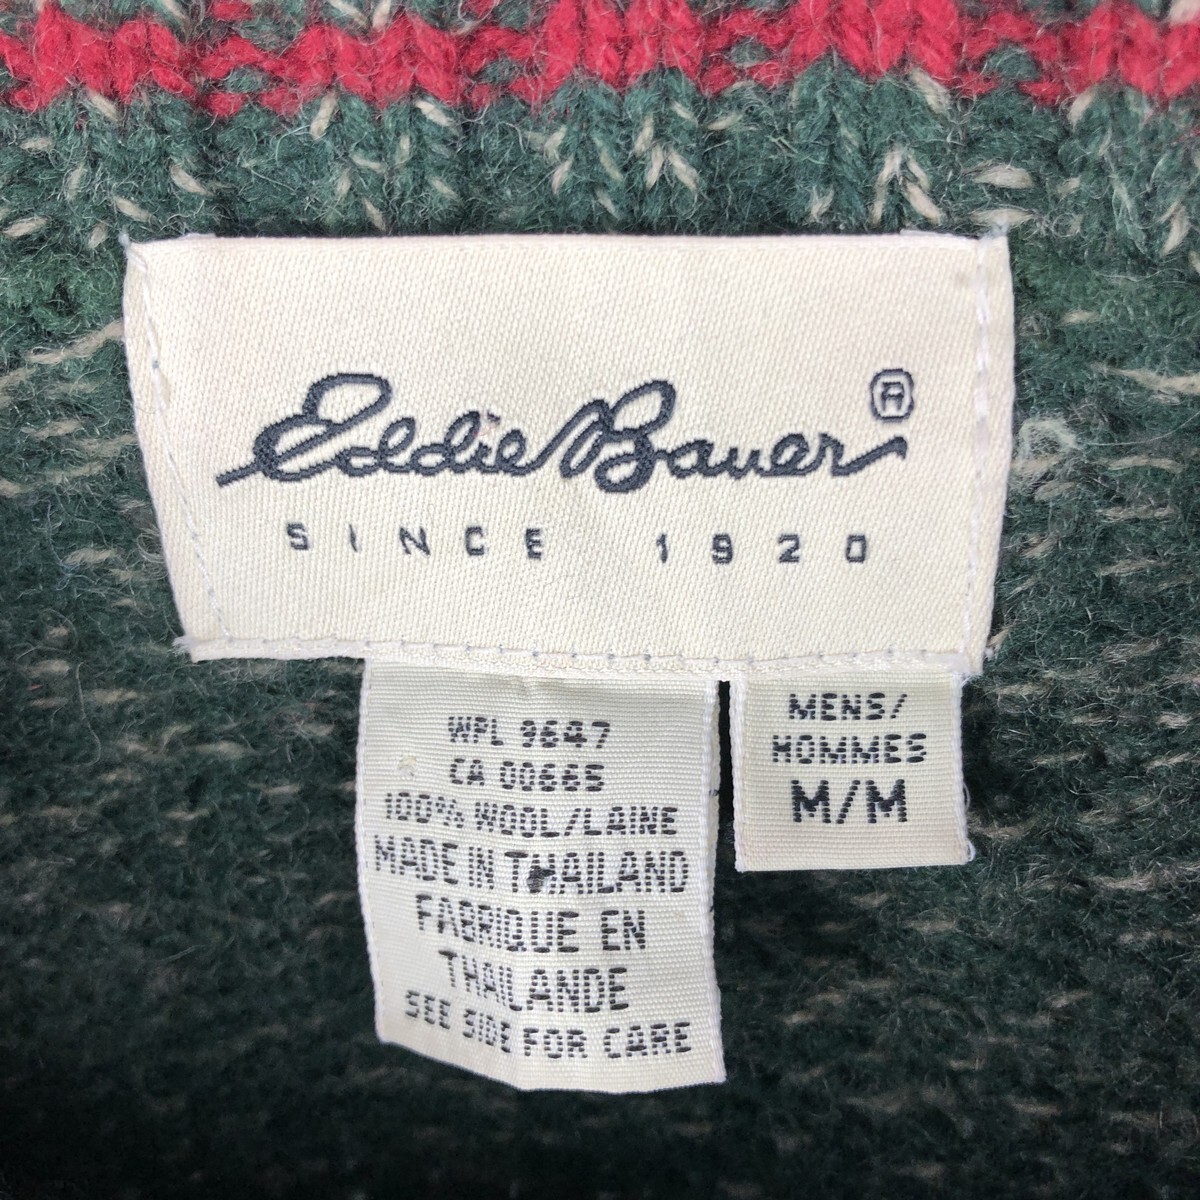 Eddie Bauer®
SINCE 1920
WPL 9647
CA 00665
100% WOOL/LAINE
MADE IN THAILAND
FABRIQUE EN
THAILANDE
SEE SIDE FOR CARE
MENS/
HOMMES
M/M